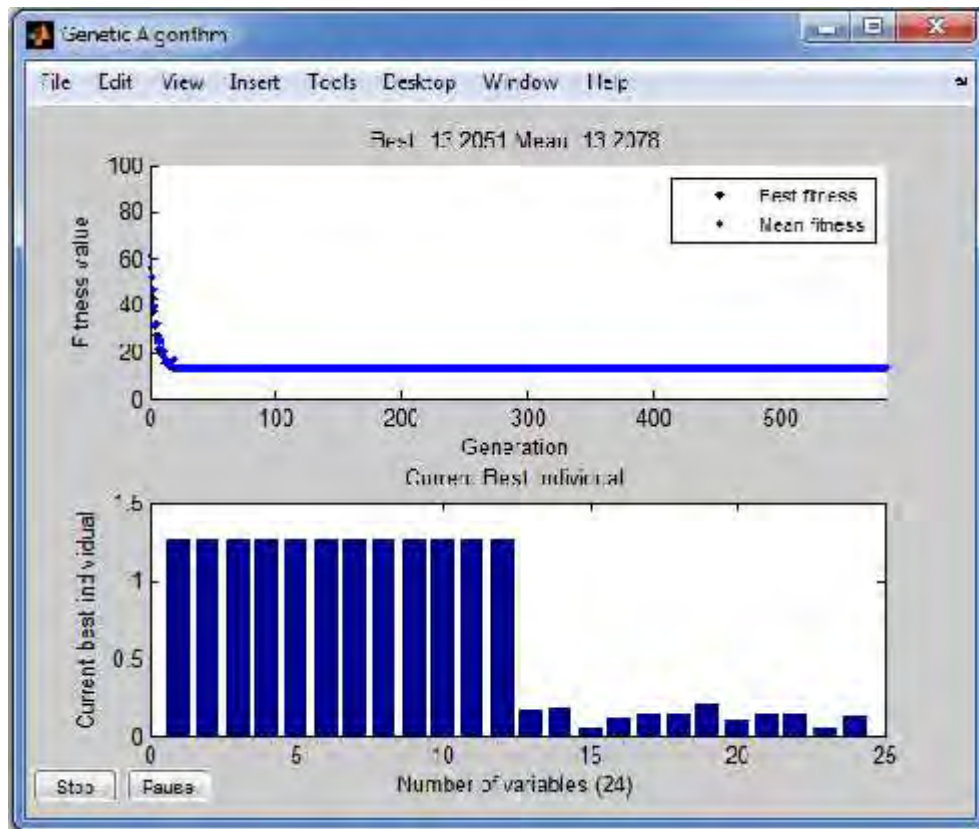 Genetic Algorithm
File Edit View Insert Tools Desktop Window Help
Best: 13.2051 Mean: 13.2078
100
80
60
40
20
0
Fitness value
Best fitness
Mean fitness
0 100 200 300 400 500
Generation
Current Best Individual
1.5
1
0.5
0
Current best individual
0 5 10 15 20 25
Number of variables (24)
Stop Pause